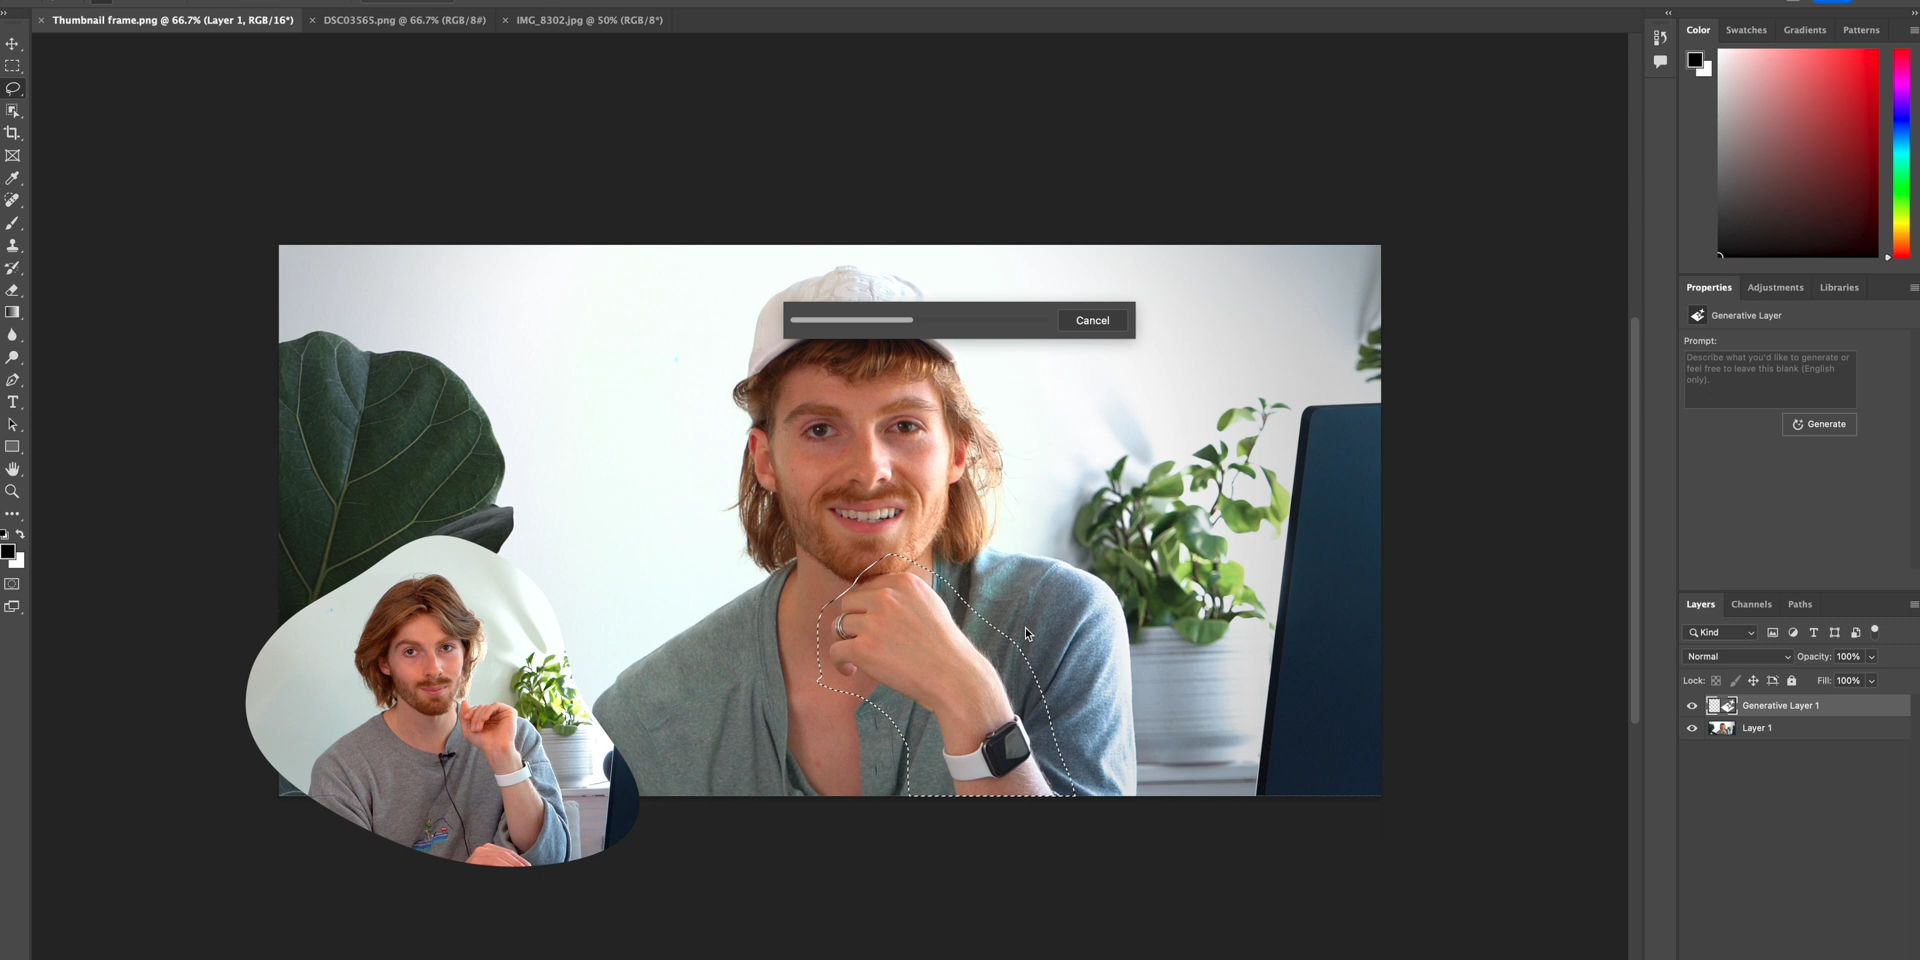 Thumbnail frame.png @ 66.7% (Layer 1, RGB/16*)
DSC03565.png @ 66.7% (RGB/8#)
IMG_8302.jpg @ 50% (RGB/8*)
Color
Swatches
Gradients
Patterns
Cancel
Properties
Adjustments
Libraries
Generative Layer
Prompt:
Describe what you'd like to generate or
feel free to leave this blank (English
only).
Generate
Layers
Channels
Paths
Kind
Normal
Opacity: 100%
Lock:
Fill: 100%
Generative Layer 1
Layer 1